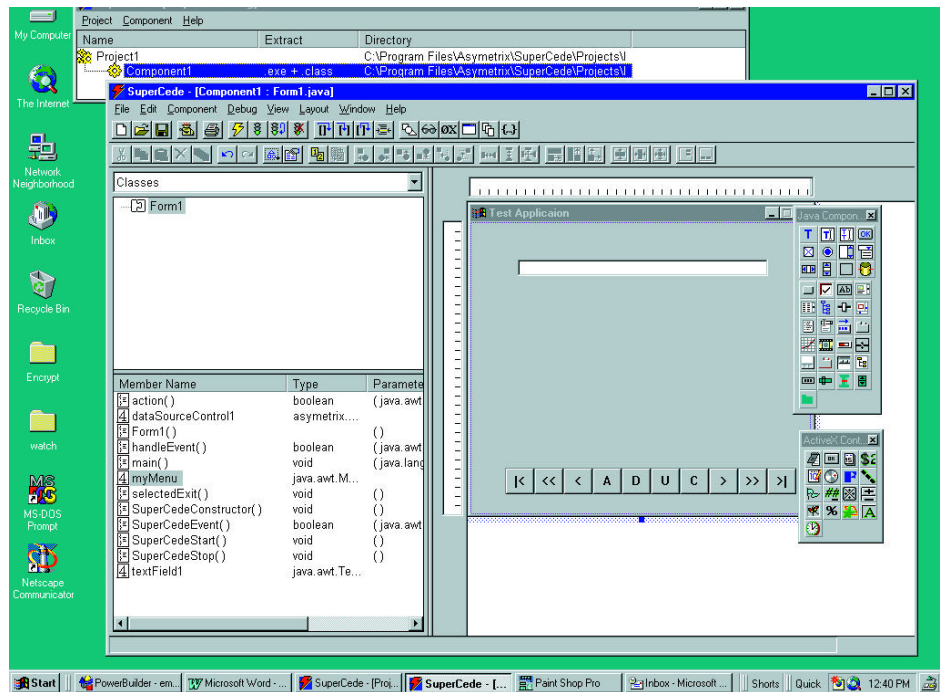 Project Component Help
Name Extract Directory
Project1 C:\Program Files\Asymetrix\SuperCede\Projects\I
Component1 .exe + .class C:\Program Files\Asymetrix\SuperCede\Projects\I
SuperCede - [Component1 : Form1.java]
File Edit Component Debug View Layout Window Help
Classes
Form1
Member Name Type Paramete
action( ) boolean ( java.awt
dataSourceControl1 asymetrix....
Form1( ) ( )
handleEvent( ) boolean ( java.awt
main( ) void ( java.lang
myMenu java.awt.M...
selectedExit( ) void ( )
SuperCedeConstructor( ) void ( )
SuperCedeEvent( ) boolean ( java.awt
SuperCedeStart( ) void ( )
SuperCedeStop( ) void ( )
textField1 java.awt.Te...
Test Applicaion
|< << < A D U C > >> >|
Java Compon...
ActiveX Cont...
My Computer
The Internet
Network
Neighborhood
Inbox
Recycle Bin
Encrypt
watch
MS-DOS
Prompt
Netscape
Communicator
Start PowerBuilder - em... Microsoft Word - ... SuperCede - [Proj... SuperCede - [... Paint Shop Pro Inbox - Microsoft ... Shorts Quick 12:40 PM